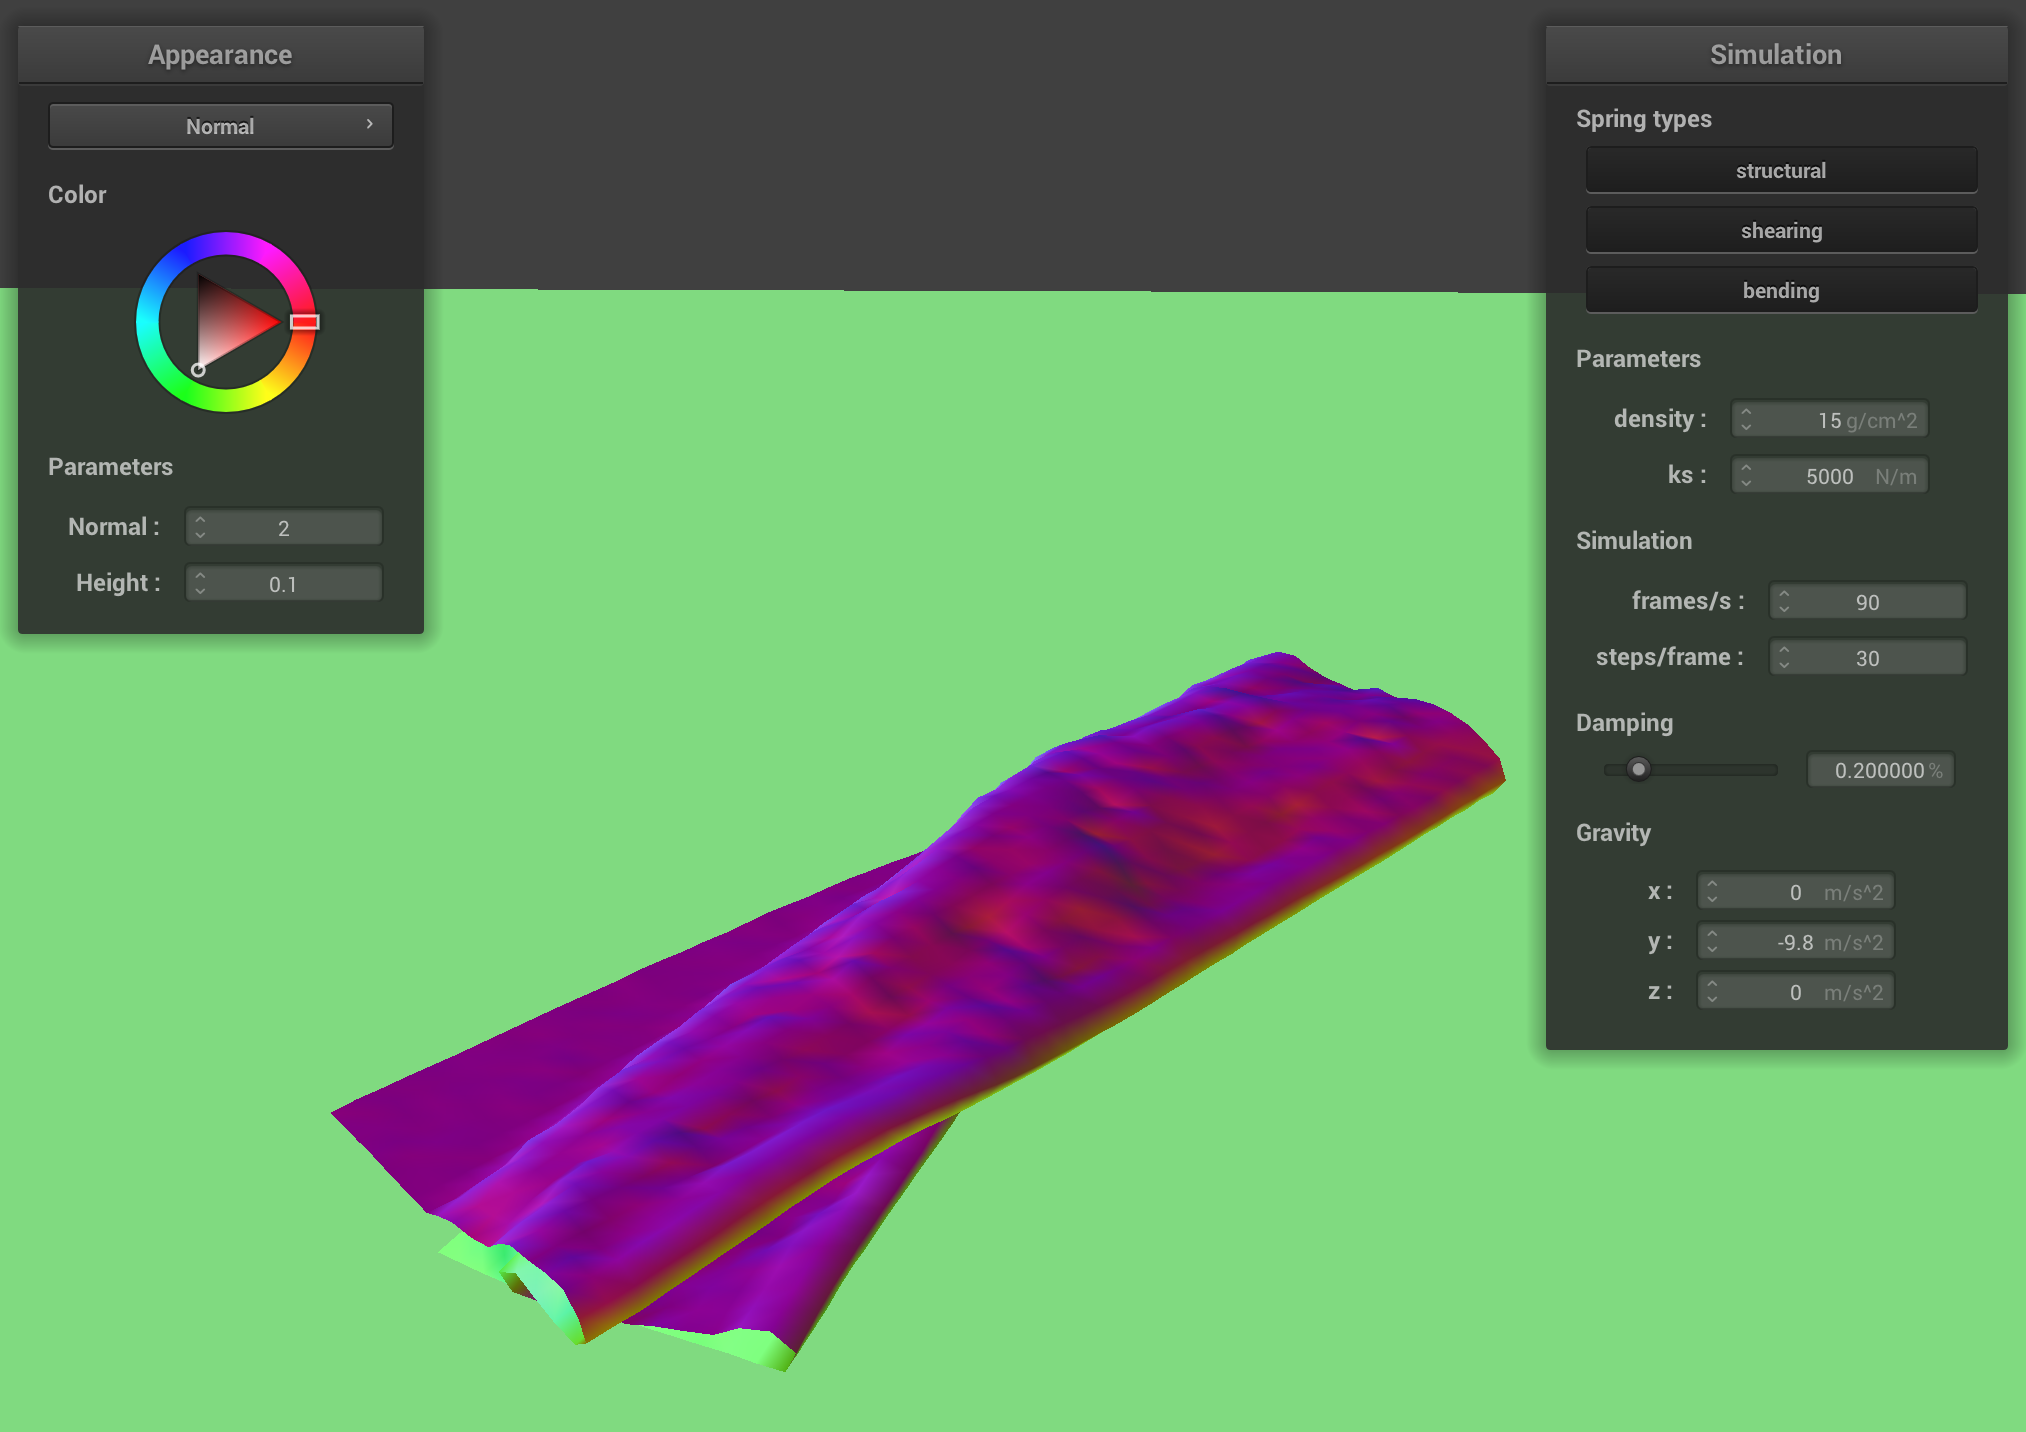 Appearance
Normal
Color
Parameters
Normal : 2
Height : 0.1
Simulation
Spring types
structural
shearing
bending
Parameters
density : 15 g/cm^2
ks : 5000 N/m
Simulation
frames/s : 90
steps/frame : 30
Damping
0.200000 %
Gravity
x : 0 m/s^2
y : -9.8 m/s^2
z : 0 m/s^2